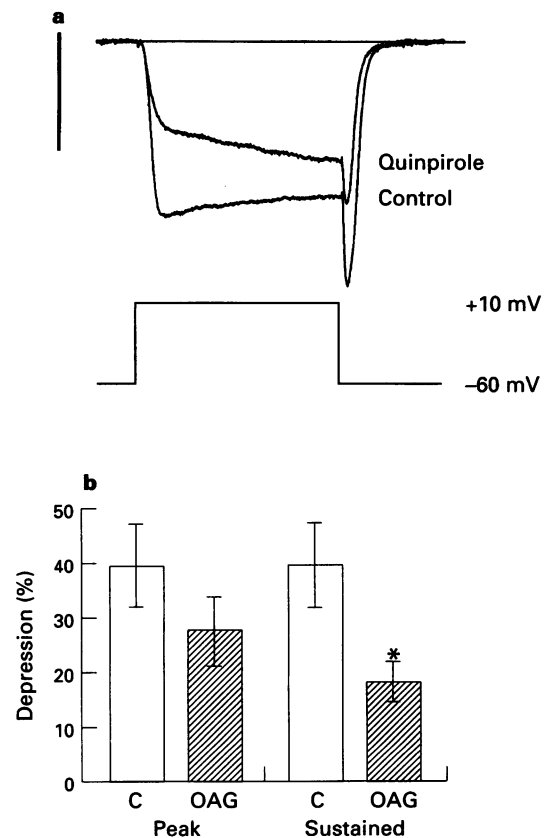 a
Quinpirole
Control
+10 mV
–60 mV
b
Depression (%)
50
40
30
20
10
0
*
C OAG C OAG
Peak Sustained